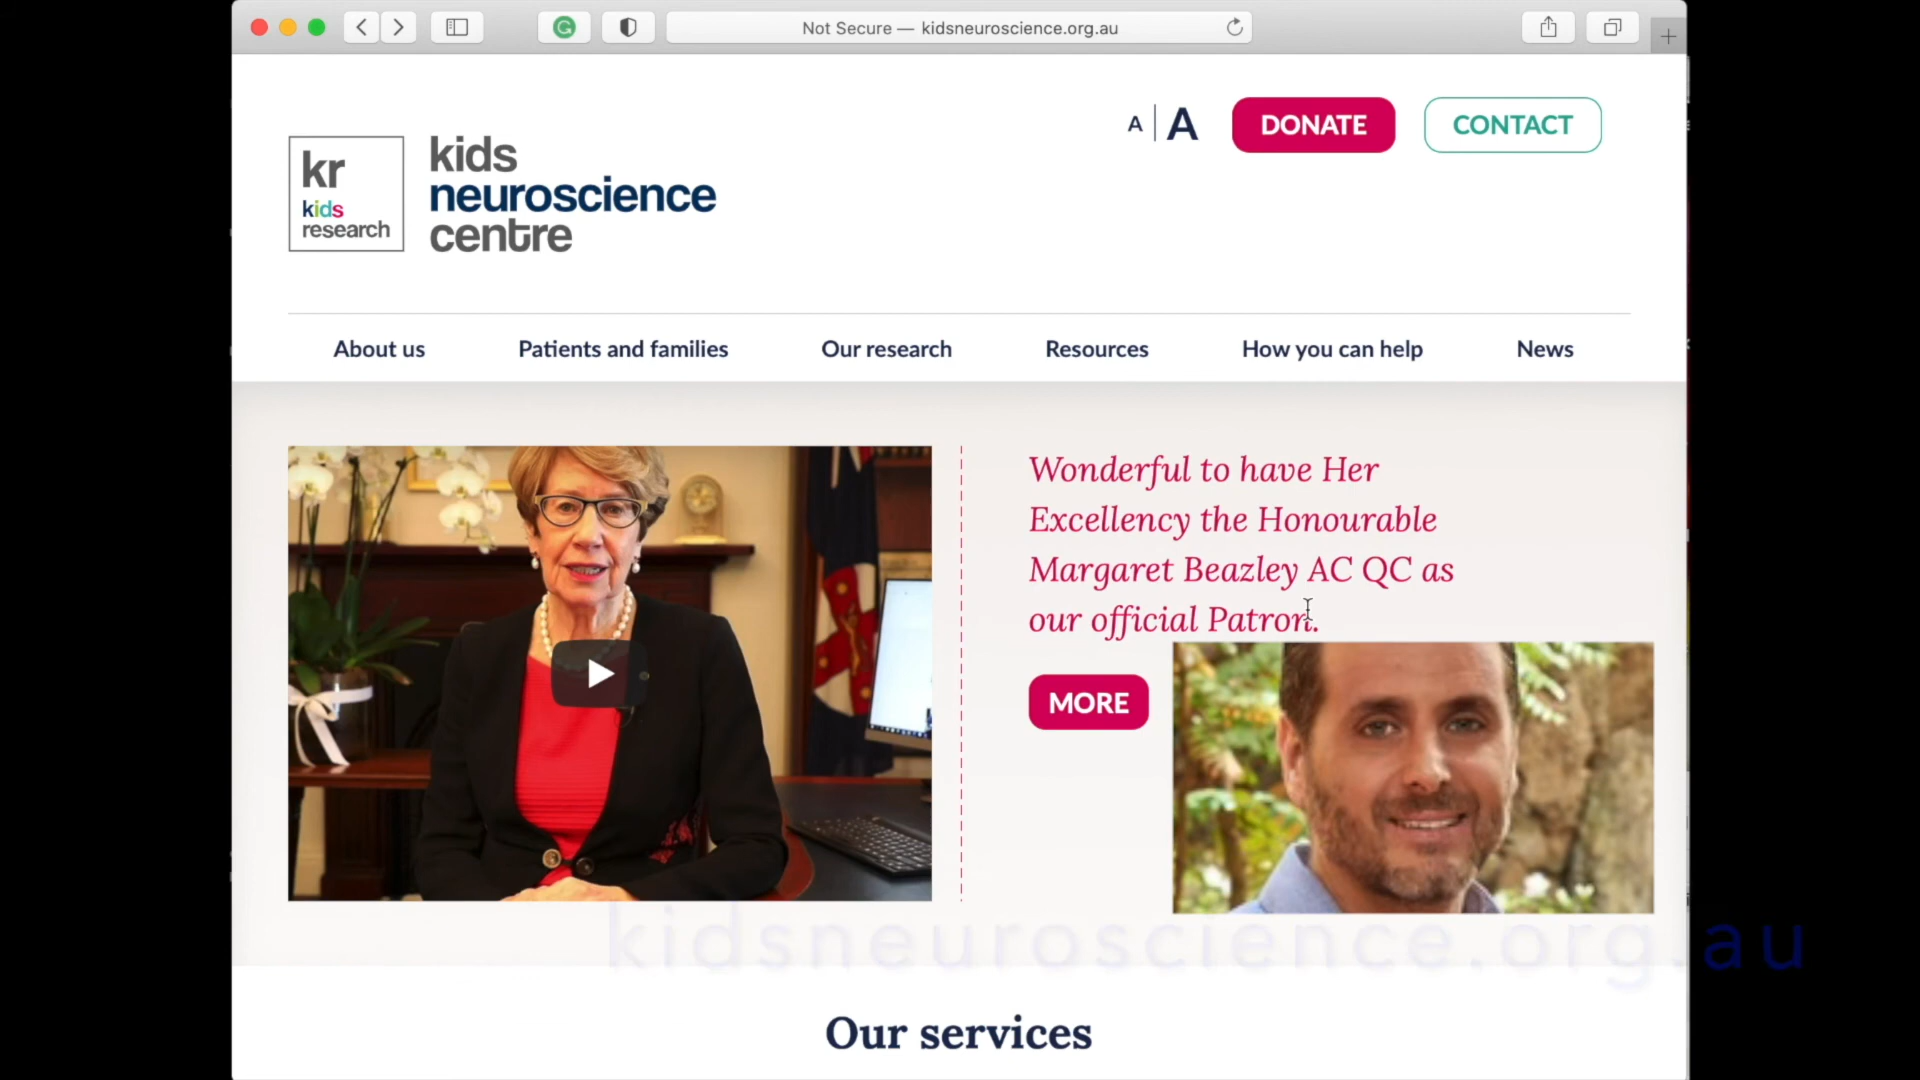 Not Secure — kidsneuroscience.org.au
A A DONATE CONTACT
kr
kids
research
kids
neuroscience
centre
About us Patients and families Our research Resources How you can help News
Wonderful to have Her
Excellency the Honourable
Margaret Beazley AC QC as
our official Patron.
MORE
kidsneuroscience.org.au
Our services